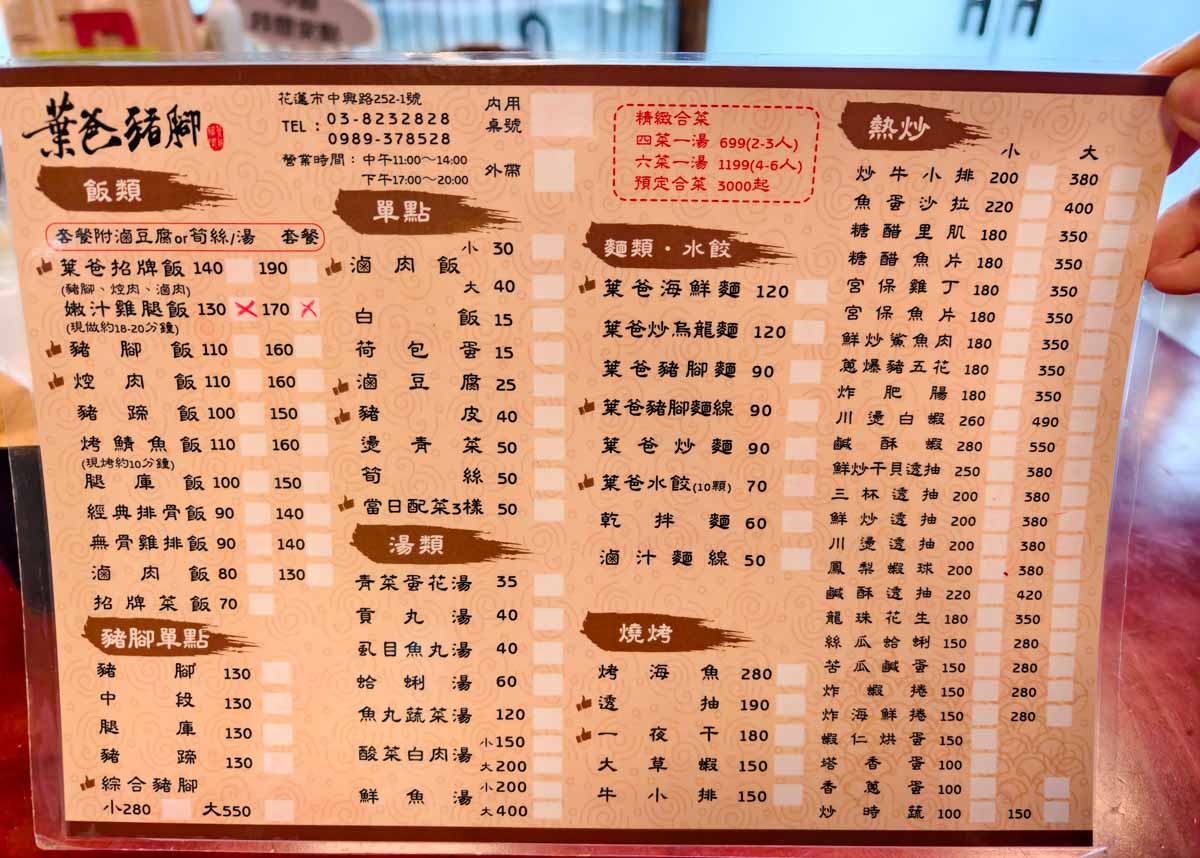 葉爸豬腳
花蓮市中興路252-1號
TEL：03-8232828
0989-378528
營業時間：中午11:00～14:00
下午17:00～20:00
內用
桌號
外帶
飯類
套餐附滷豆腐or筍絲/湯 套餐
葉爸招牌飯 140 190
(豬腳、焢肉、滷肉)
嫩汁雞腿飯 130 170
(現做約18-20分鐘)
豬腳飯 110 160
焢肉飯 110 160
豬蹄飯 100 150
烤鯖魚飯 110 160
(現烤約10分鐘)
腿庫飯 100 150
經典排骨飯 90 140
無骨雞排飯 90 140
滷肉飯 80 130
招牌菜飯 70
豬腳單點
豬腳 130
中段 130
腿庫 130
豬蹄 130
綜合豬腳
小280 大550
單點
滷肉飯 小 30
大 40
白飯 15
荷包蛋 15
滷豆腐 25
豬皮 40
燙青菜 50
筍絲 50
當日配菜3樣 50
湯類
青菜蛋花湯 35
貢丸湯 40
虱目魚丸湯 40
蛤蜊湯 60
魚丸蔬菜湯 120
酸菜白肉湯 小150
大200
鮮魚湯 小200
大400
精緻合菜
四菜一湯 699(2-3人)
六菜一湯 1199(4-6人)
預定合菜 3000起
麵類・水餃
葉爸海鮮麵 120
葉爸炒烏龍麵 120
葉爸豬腳麵 90
葉爸豬腳麵線 90
葉爸炒麵 90
葉爸水餃(10顆) 70
乾拌麵 60
滷汁麵線 50
燒烤
烤海魚 280
透抽 190
一夜干 180
大草蝦 150
牛小排 150
熱炒
小 大
炒牛小排 200 380
魚蛋沙拉 220 400
糖醋里肌 180 350
糖醋魚片 180 350
宮保雞丁 180 350
宮保魚片 180 350
鮮炒鯊魚肉 180 350
蔥爆豬五花 180 350
炸肥腸 180 350
川燙白蝦 260 490
鹹酥蝦 280 550
鮮炒干貝透抽 250 380
三杯透抽 200 380
鮮炒透抽 200 380
川燙透抽 200 380
鳳梨蝦球 200 380
鹹酥透抽 220 420
龍珠花生 180 350
絲瓜蛤蜊 150 280
苦瓜鹹蛋 150 280
炸蝦捲 150 280
炸海鮮捲 150 280
蝦仁烘蛋 150
塔香蛋 100
香蔥蛋 100
炒時蔬 100 150